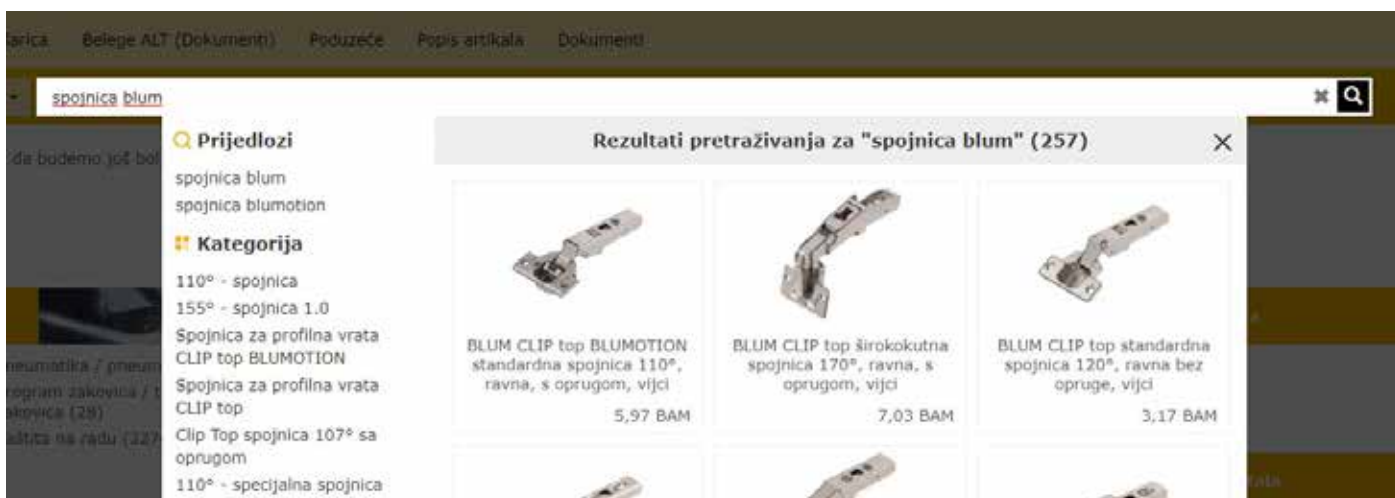 Belege ALT (Dokumenti) Poduzeće Popis artikala Dokumenti
spojnica blum
Prijedlozi
spojnica blum
spojnica blumotion
Kategorija
110° - spojnica
155° - spojnica 1.0
Spojnica za profilna vrata
CLIP top BLUMOTION
Spojnica za profilna vrata
CLIP top
Clip Top spojnica 107° sa
oprugom
110° - specijalna spojnica
Rezultati pretraživanja za "spojnica blum" (257)
BLUM CLIP top BLUMOTION
standardna spojnica 110°,
ravna, s oprugom, vijci
5,97 BAM
BLUM CLIP top širokokutna
spojnica 170°, ravna, s
oprugom, vijci
7,03 BAM
BLUM CLIP top standardna
spojnica 120°, ravna bez
opruge, vijci
3,17 BAM
da budemo još bol